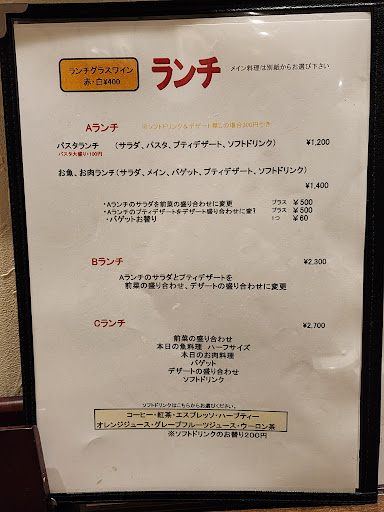 ランチグラスワイン
赤・白¥400
ランチ
メイン料理は別紙からお選び下さい
Aランチ
※ソフトドリンク&デザート無しの場合200円引き
パスタランチ (サラダ、パスタ、プティデザート、ソフトドリンク) ¥1,200
パスタ大盛り+100円
お魚、お肉ランチ (サラダ、メイン、バゲット、プティデザート、ソフトドリンク)
¥1,400
・Aランチのサラダを前菜の盛り合わせに変更 プラス ¥500
・Aランチのプティデザートをデザート盛り合わせに変更 プラス ¥500
・バゲットお替り 1つ ¥60
Bランチ ¥2,300
Aランチのサラダとプティデザートを
前菜の盛り合わせ、デザートの盛り合わせに変更
Cランチ ¥2,700
前菜の盛り合わせ
本日の魚料理 ハーフサイズ
本日のお肉料理
バゲット
デザートの盛り合わせ
ソフトドリンク
ソフトドリンクはこちらからお選びください。
コーヒー・紅茶・エスプレッソ・ハーブティー
オレンジジュース・グレープフルーツジュース・ウーロン茶
※ソフトドリンクのお替り200円